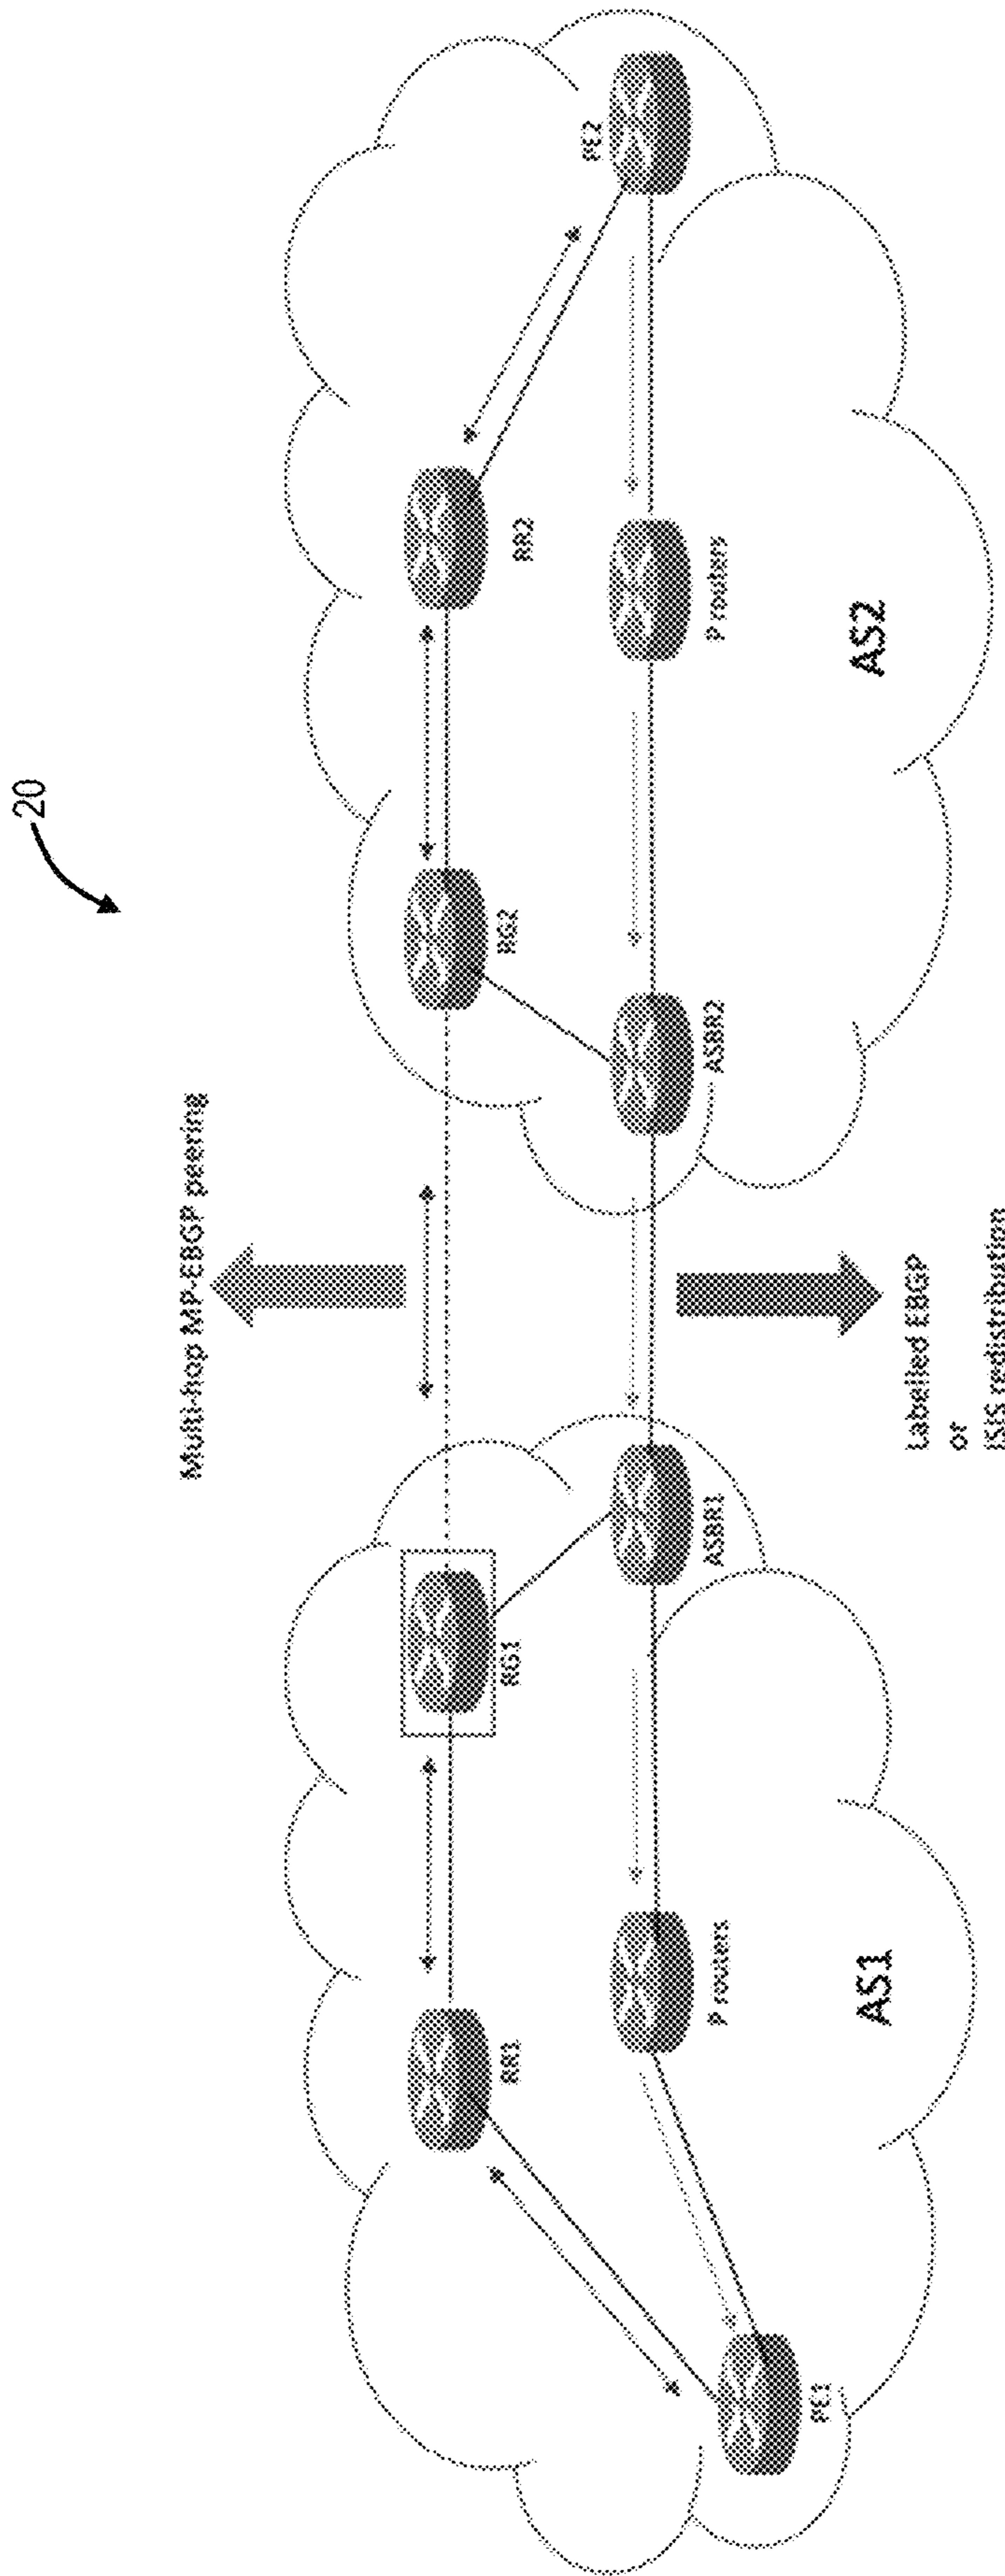 20
Multi-hop MP-EBGP peering
RR1
RG1
RG2
RR2
PE2
PE1
P routers
ASBR1
ASBR2
P routers
AS1
AS2
Labelled EBGP
or
ISIS redistribution